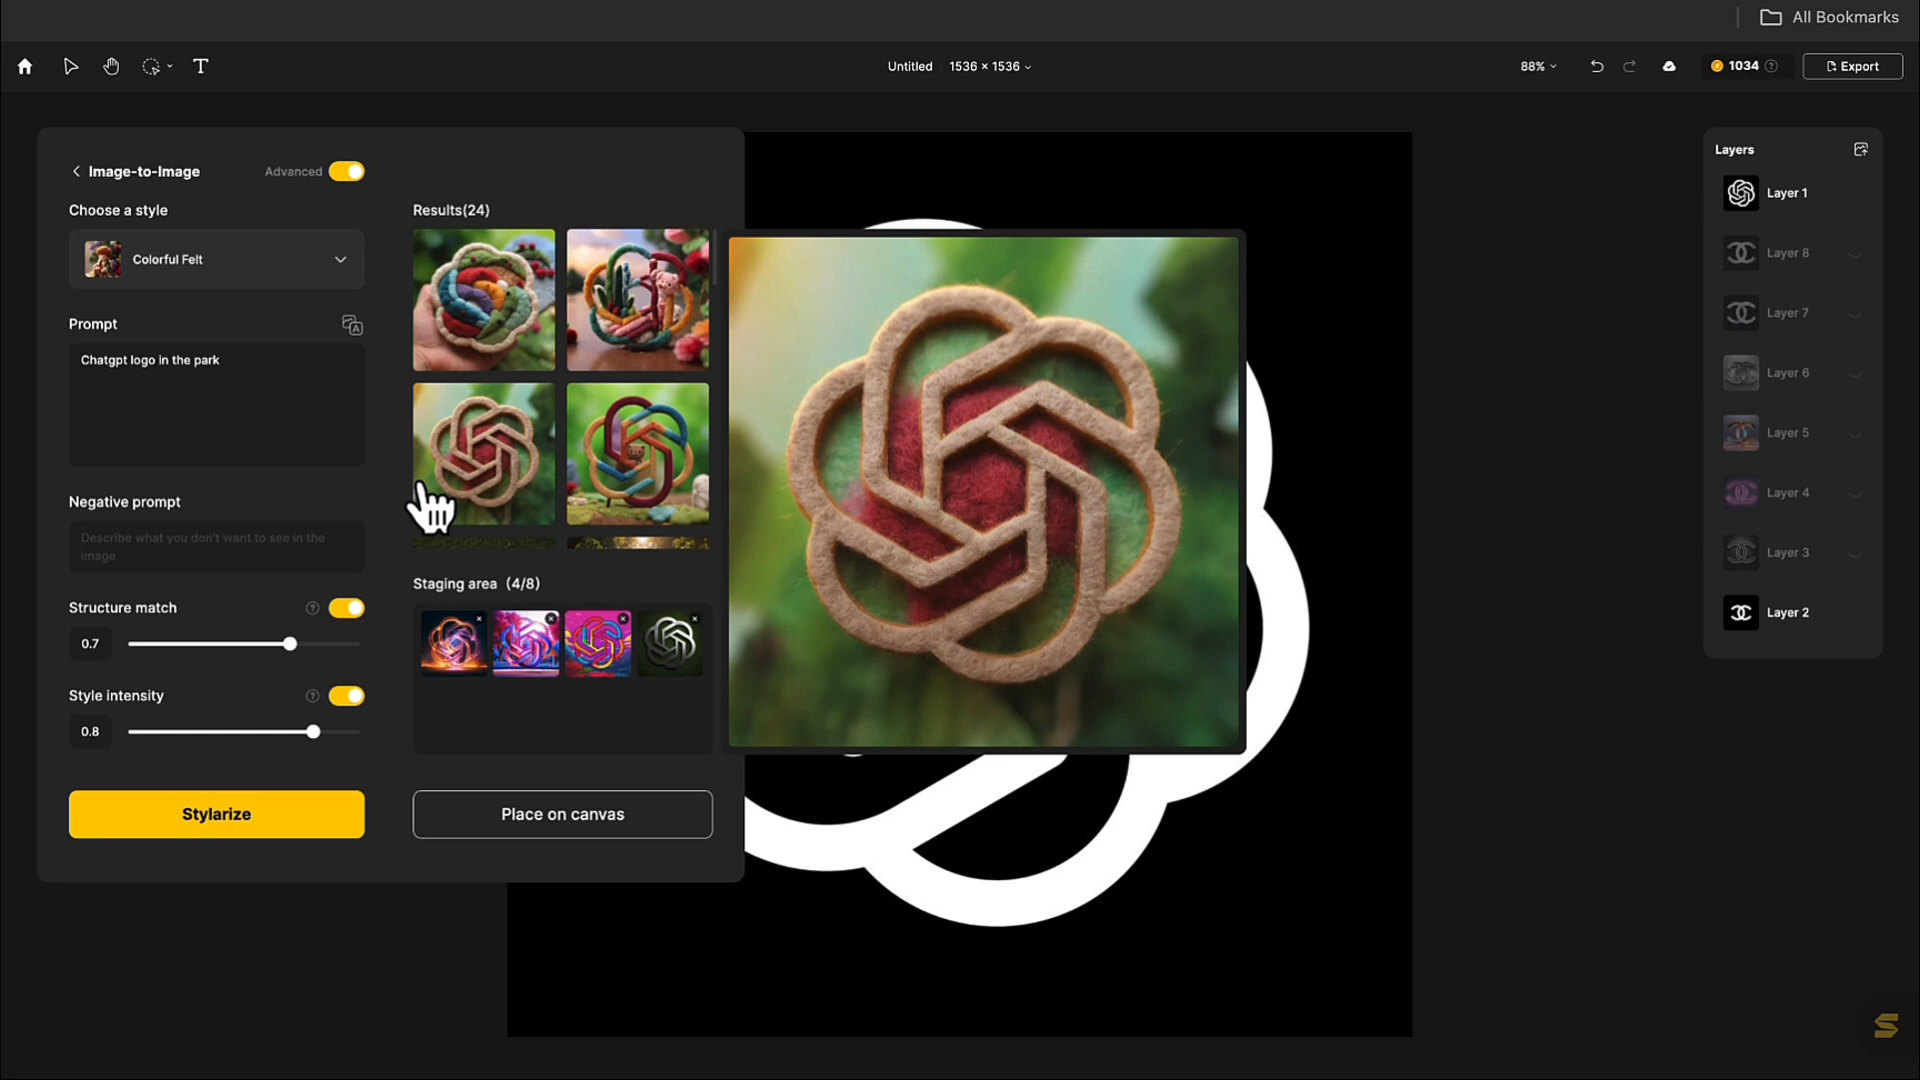 All Bookmarks
T
Untitled
1536 × 1536
88%
1034
?
Export
Image-to-Image
Advanced
Choose a style
Colorful Felt
Prompt
A
Chatgpt logo in the park
Negative prompt
Describe what you don't want to see in the
image
Structure match
?
0.7
Style intensity
?
0.8
Stylarize
Results(24)
Staging area (4/8)
Place on canvas
Layers
Layer 1
Layer 8
Layer 7
Layer 6
Layer 5
Layer 4
Layer 3
Layer 2